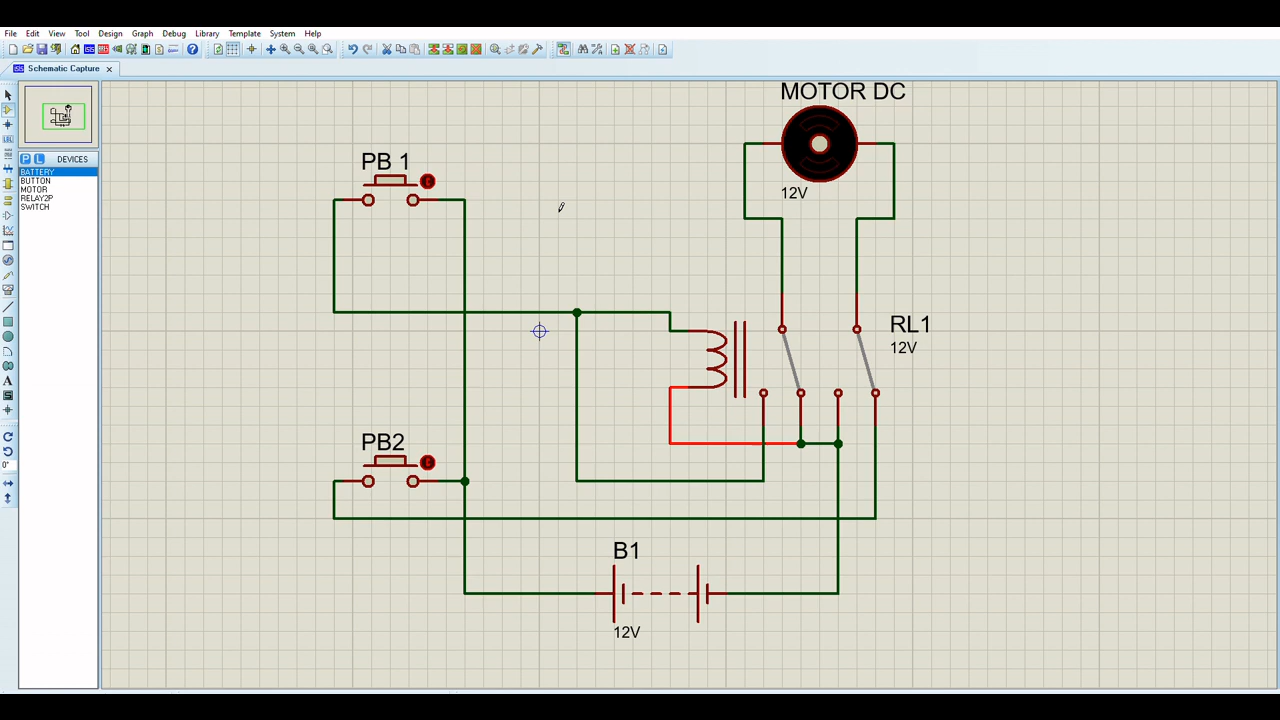 File Edit View Tool Design Graph Debug Library Template System Help
Schematic Capture
P L DEVICES
BATTERY
BUTTON
MOTOR
RELAY2P
SWITCH
0°
MOTOR DC
12V
PB 1
RL1
12V
PB2
B1
12V